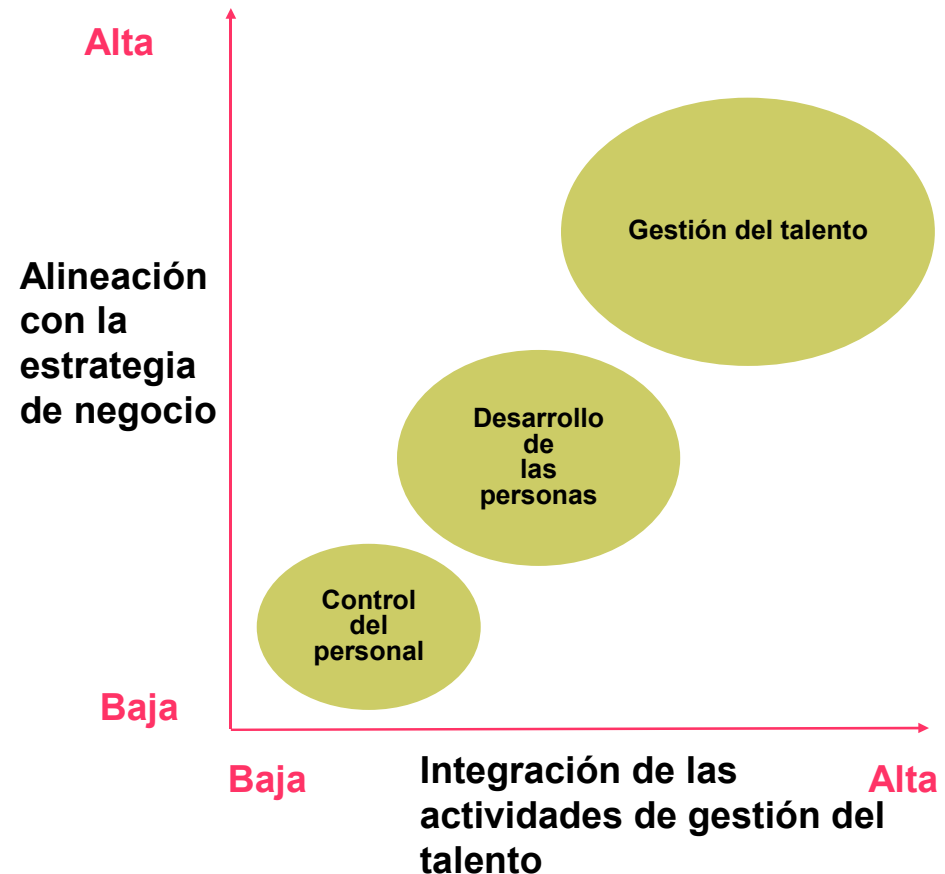 Alta
Gestión del talento
Alineación
con la
estrategia
de negocio
Desarrollo
de
las
personas
Control
del
personal
Baja
Baja
Integración de las
actividades de gestión del
talento
Alta